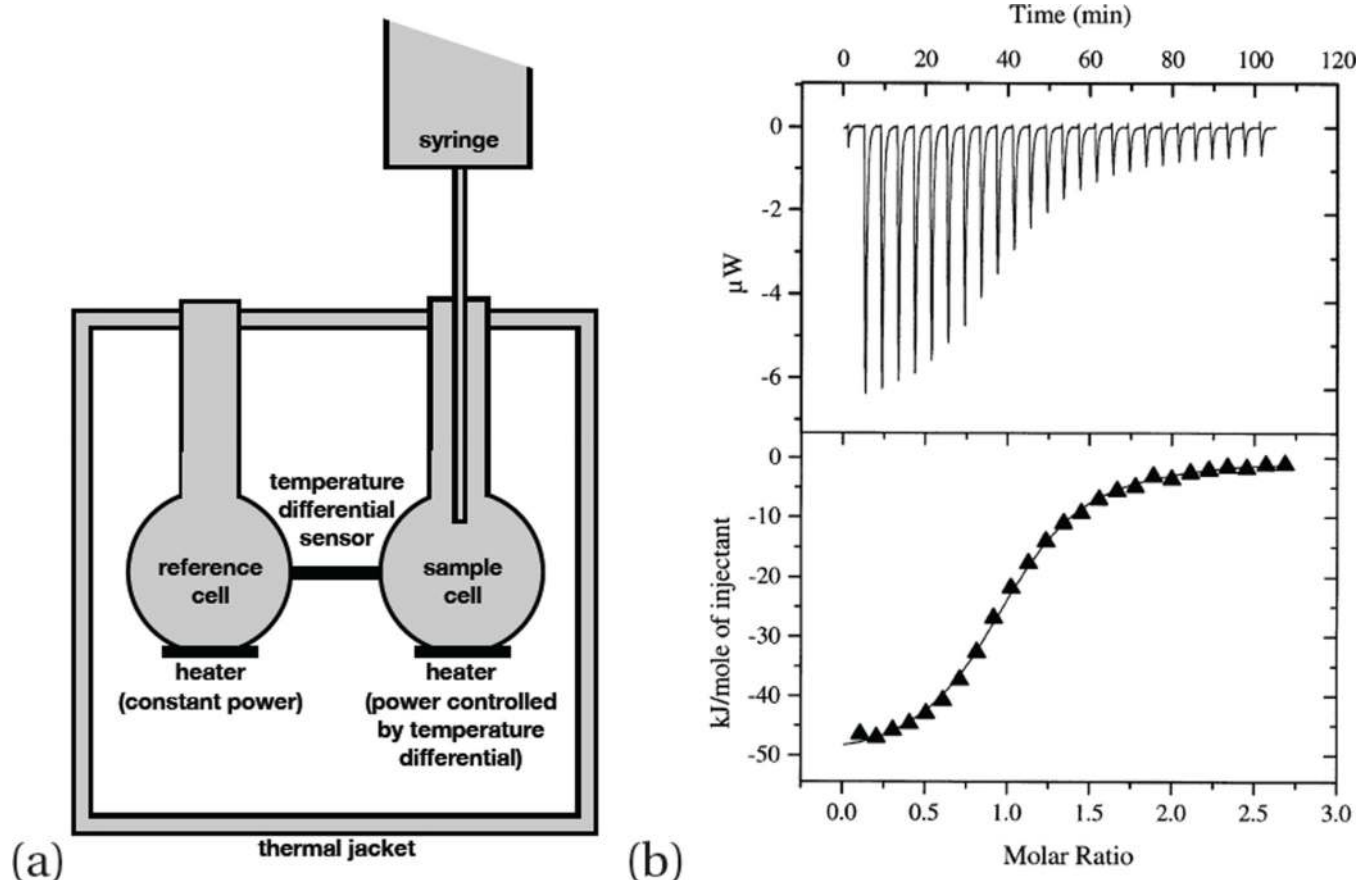 syringe
temperature
differential
sensor
reference
cell
sample
cell
heater
(constant power)
heater
(power controlled
by temperature
differential)
thermal jacket
(a)
Time (min)
0 20 40 60 80 100 120
0
-2
-4
-6
µW
0
-10
-20
-30
-40
-50
kJ/mole of injectant
0.0 0.5 1.0 1.5 2.0 2.5 3.0
Molar Ratio
(b)